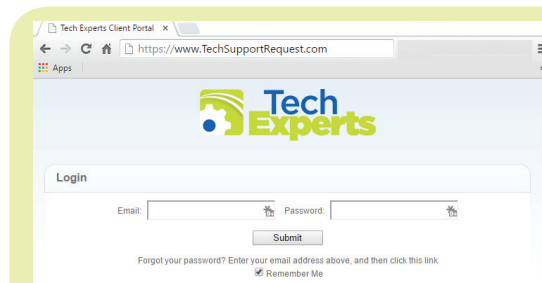 Tech Experts Client Portal
https://www.TechSupportRequest.com
Apps
Tech
Experts
Login
Email: Password:
Submit
Forgot your password? Enter your email address above, and then click this link
Remember Me